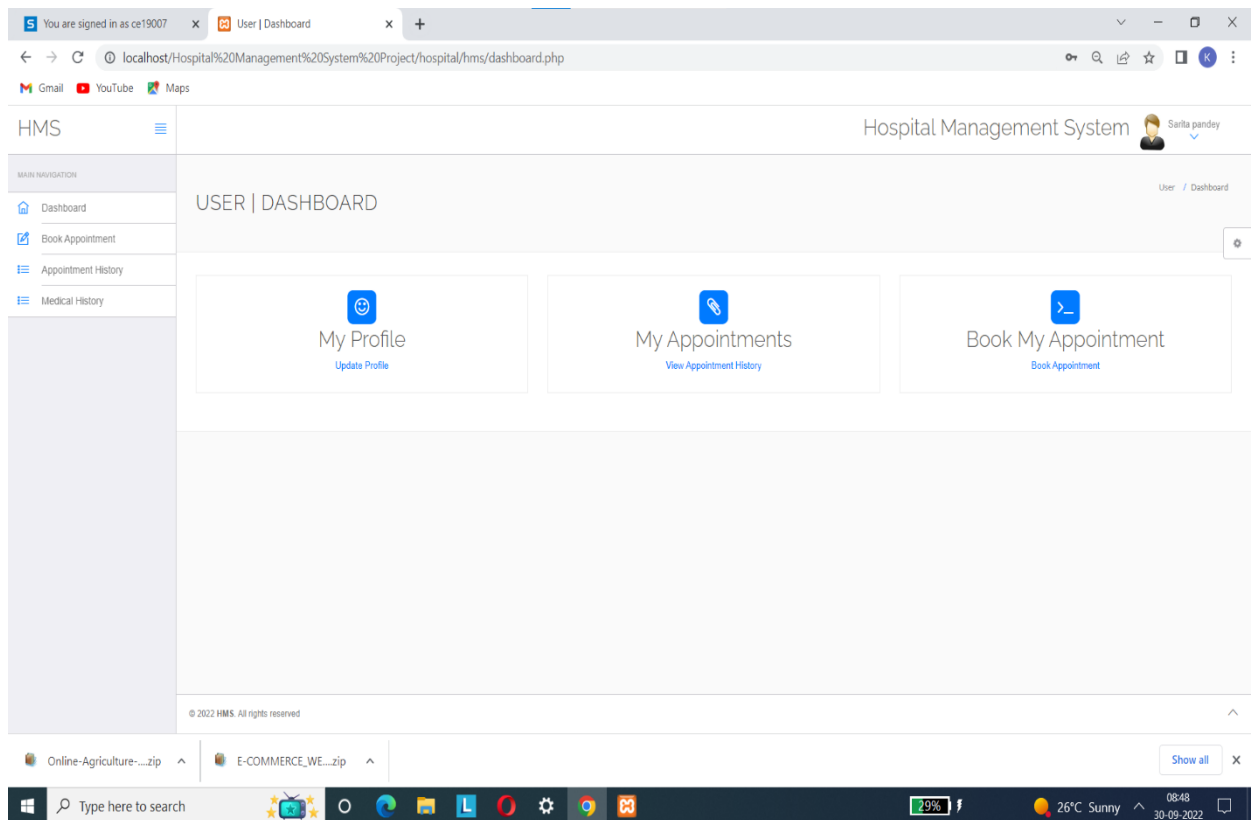 You are signed in as ce19007
User | Dashboard
localhost/Hospital%20Management%20System%20Project/hospital/hms/dashboard.php
K
Gmail YouTube Maps
HMS
Hospital Management System
Sarita pandey
MAIN NAVIGATION
Dashboard
Book Appointment
Appointment History
Medical History
USER | DASHBOARD
User / Dashboard
My Profile
Update Profile
My Appointments
View Appointment History
Book My Appointment
Book Appointment
© 2022 HMS. All rights reserved
Online-Agriculture-....zip
E-COMMERCE_WE....zip
Show all
Type here to search
L
29%
26°C Sunny
08:48
30-09-2022